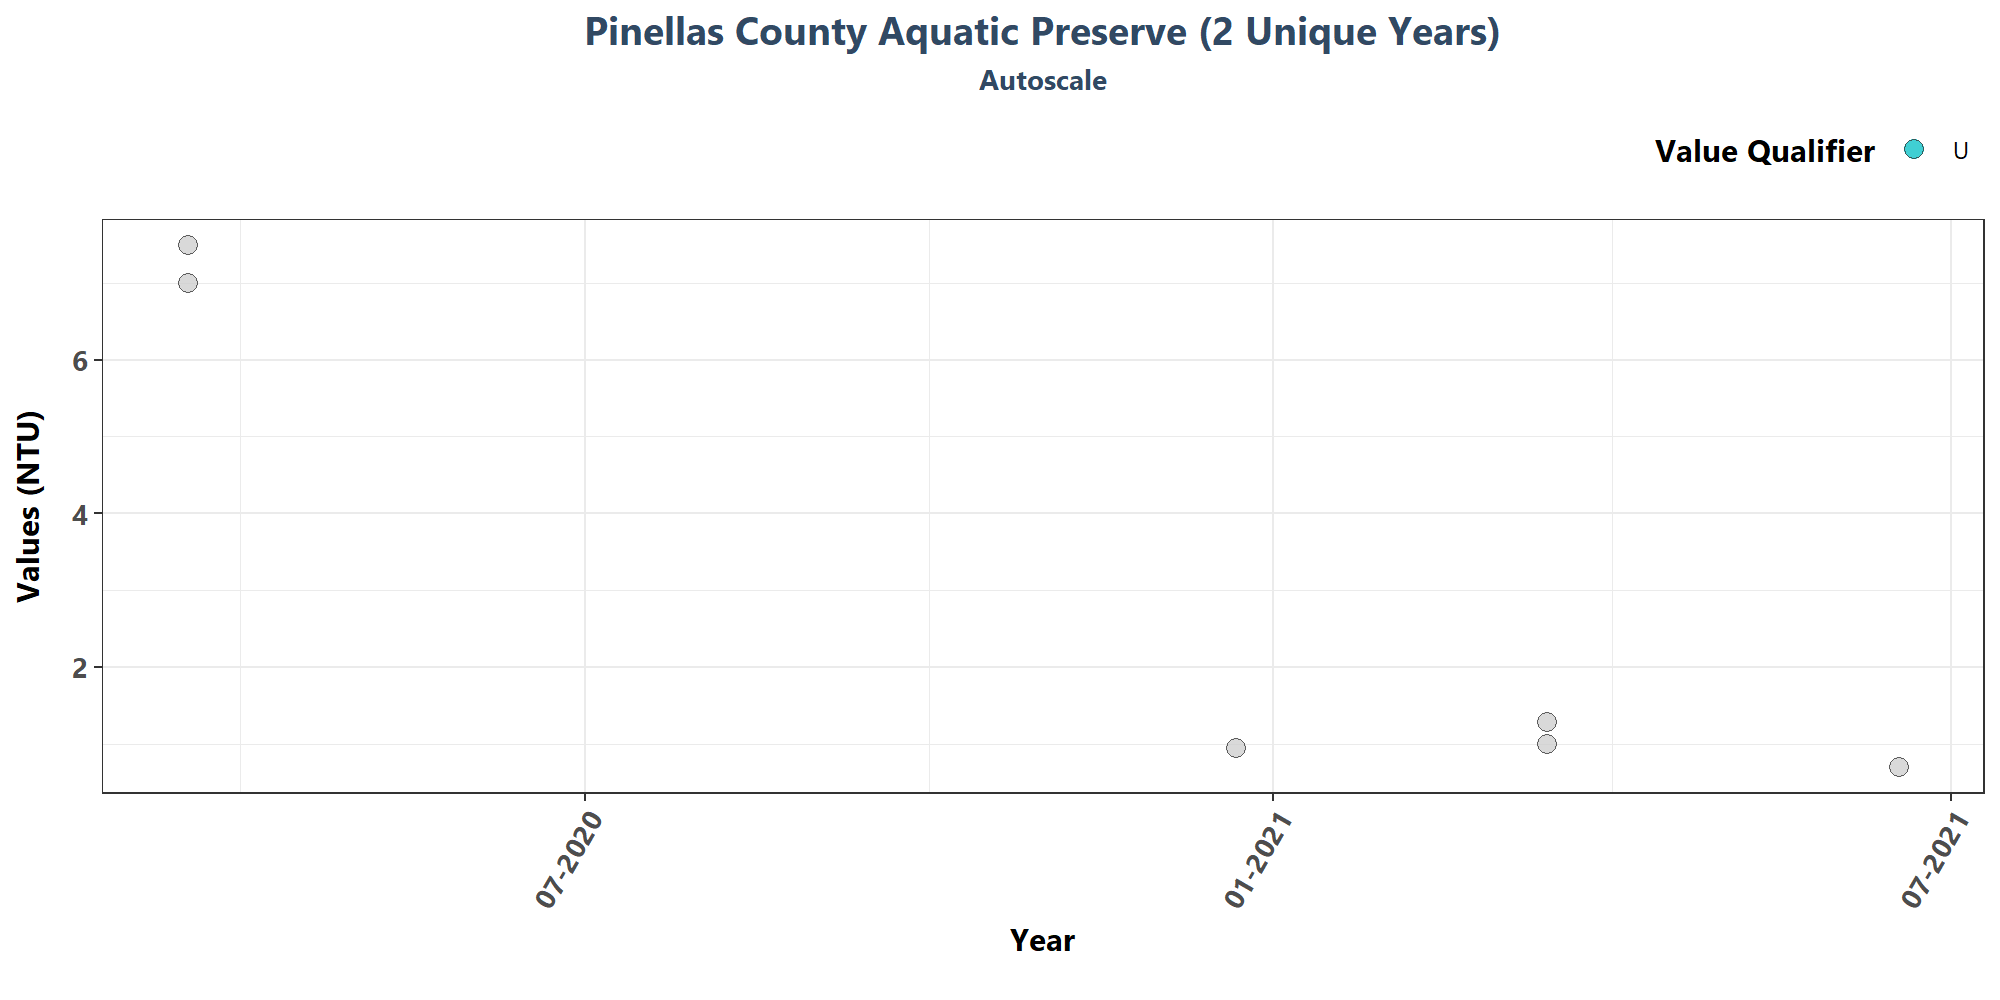 Pinellas County Aquatic Preserve (2 Unique Years)
Autoscale
Value Qualifier U
6
4
2
Values (NTU)
07-2020
01-2021
07-2021
Year